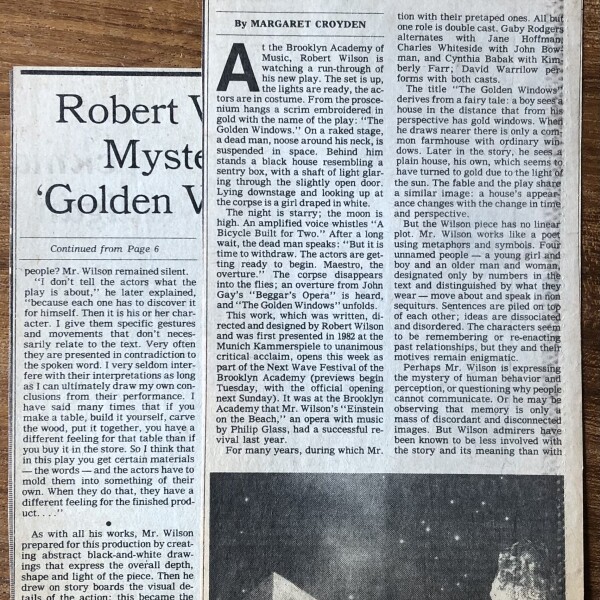 Robert
Myste
‘Golden
Continued from Page 6
people? Mr. Wilson remained silent.
“I don't tell the actors what the
play is about,” he later explained,
“because each one has to discover it
for himself. Then it is his or her char-
acter. I give them specific gestures
and movements that don't neces-
sarily relate to the text. Very often
they are presented in contradiction to
the spoken word. I very seldom inter-
fere with their interpretations as long
as I can ultimately draw my own con-
clusions from their performance. I
have said many times that if you
make a table, build it yourself, carve
the wood, put it together, you have a
different feeling for that table than if
you buy it in the store. So I think that
in this play you get certain materials
— the words — and the actors have to
mold them into something of their
own. When they do that, they have a
different feeling for the finished prod-
uct. . . .”
As with all his works, Mr. Wilson
prepared for this production by creat-
ing abstract black-and-white draw-
ings that express the overall depth,
shape and light of the piece. Then he
drew on story boards the visual de-
tails of the action; this became the
By MARGARET CROYDEN
At the Brooklyn Academy of
Music, Robert Wilson is
watching a run-through of
his new play. The set is up,
the lights are ready, the ac-
tors are in costume. From the prosce-
nium hangs a scrim embroidered in
gold with the name of the play: “The
Golden Windows.” On a raked stage,
a dead man, noose around his neck, is
suspended in space. Behind him
stands a black house resembling a
sentry box, with a shaft of light glar-
ing through the slightly open door.
Lying downstage and looking up at
the corpse is a girl draped in white.
The night is starry; the moon is
high. An amplified voice whistles “A
Bicycle Built for Two.” After a long
wait, the dead man speaks: “But it is
time to withdraw. The actors are get-
ting ready to begin. Maestro, the
overture.” The corpse disappears
into the flies; an overture from John
Gay's “Beggar's Opera” is heard,
and “The Golden Windows” unfolds.
This work, which was written, di-
rected and designed by Robert Wilson
and was first presented in 1982 at the
Munich Kammerspiele to unanimous
critical acclaim, opens this week as
part of the Next Wave Festival of the
Brooklyn Academy (previews begin
Tuesday, with the official opening
next Sunday). It was at the Brooklyn
Academy that Mr. Wilson's “Einstein
on the Beach,” an opera with music
by Philip Glass, had a successful re-
vival last year.
For many years, during which Mr.
tion with their pretaped ones. All but
one role is double cast. Gaby Rodgers
alternates with Jane Hoffman,
Charles Whiteside with John Bow-
man, and Cynthia Babak with Kim-
berly Farr; David Warrilow per-
forms with both casts.
The title “The Golden Windows”
derives from a fairy tale: a boy sees a
house in the distance that from his
perspective has gold windows. When
he draws nearer there is only a com-
mon farmhouse with ordinary win-
dows. Later in the story, he sees a
plain house, his own, which seems to
have turned to gold due to the light of
the sun. The fable and the play share
a similar image: a house's appear-
ance changes with the change in time
and perspective.
But the Wilson piece has no linear
plot. Mr. Wilson works like a poet
using metaphors and symbols. Four
unnamed people — a young girl and
boy and an older man and woman,
designated only by numbers in the
text and distinguished by what they
wear — move about and speak in non
sequiturs. Sentences are piled on top
of each other; ideas are associated
and disordered. The characters seem
to be remembering or re-enacting
past relationships, but they and their
motives remain enigmatic.
Perhaps Mr. Wilson is expressing
the mystery of human behavior and
perception, or questioning why people
cannot communicate. Or he may be
observing that memory is only a
mass of discordant and disconnected
images. But Wilson admirers have
been known to be less involved with
the story and its meaning than with